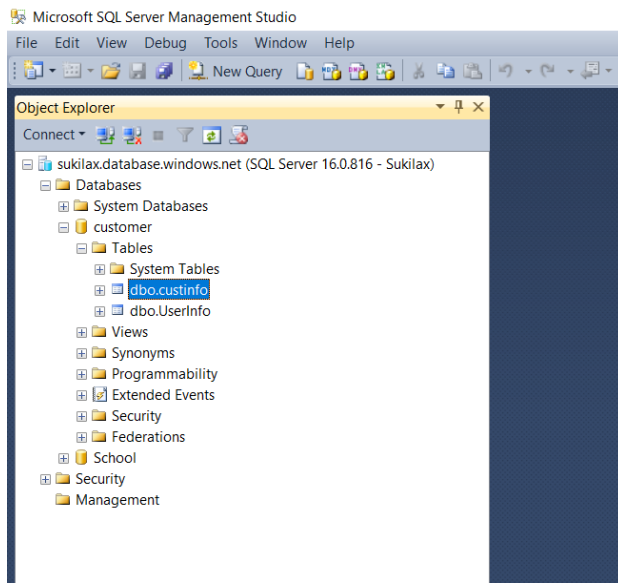 Microsoft SQL Server Management Studio
File Edit View Debug Tools Window Help
New Query
Object Explorer
Connect
sukilax.database.windows.net (SQL Server 16.0.816 - Sukilax)
Databases
System Databases
customer
Tables
System Tables
dbo.custinfo
dbo.UserInfo
Views
Synonyms
Programmability
Extended Events
Security
Federations
School
Security
Management